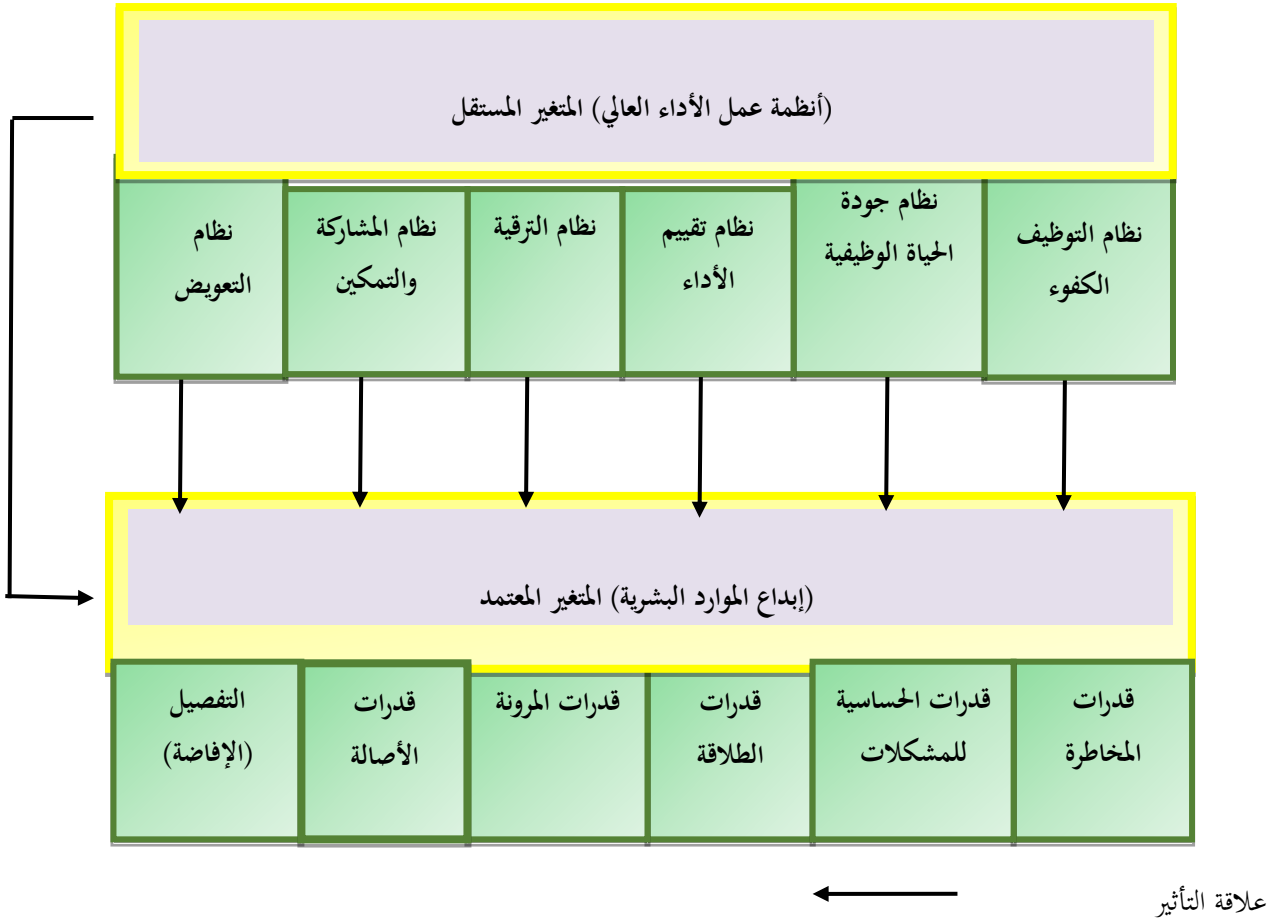 (أنظمة عمل الأداء العالي) المتغير المستقل
نظام التوظيف
الكفوء
نظام جودة
الحياة الوظيفية
نظام تقييم
الأداء
نظام الترقية
نظام المشاركة
والتمكين
نظام
التعويض
(إبداع الموارد البشرية) المتغير المعتمد
قدرات
المخاطرة
قدرات الحساسية
للمشكلات
قدرات
الطلاقة
قدرات المرونة
قدرات
الأصالة
التفصيل
(الإفاضة)
علاقة التأثير